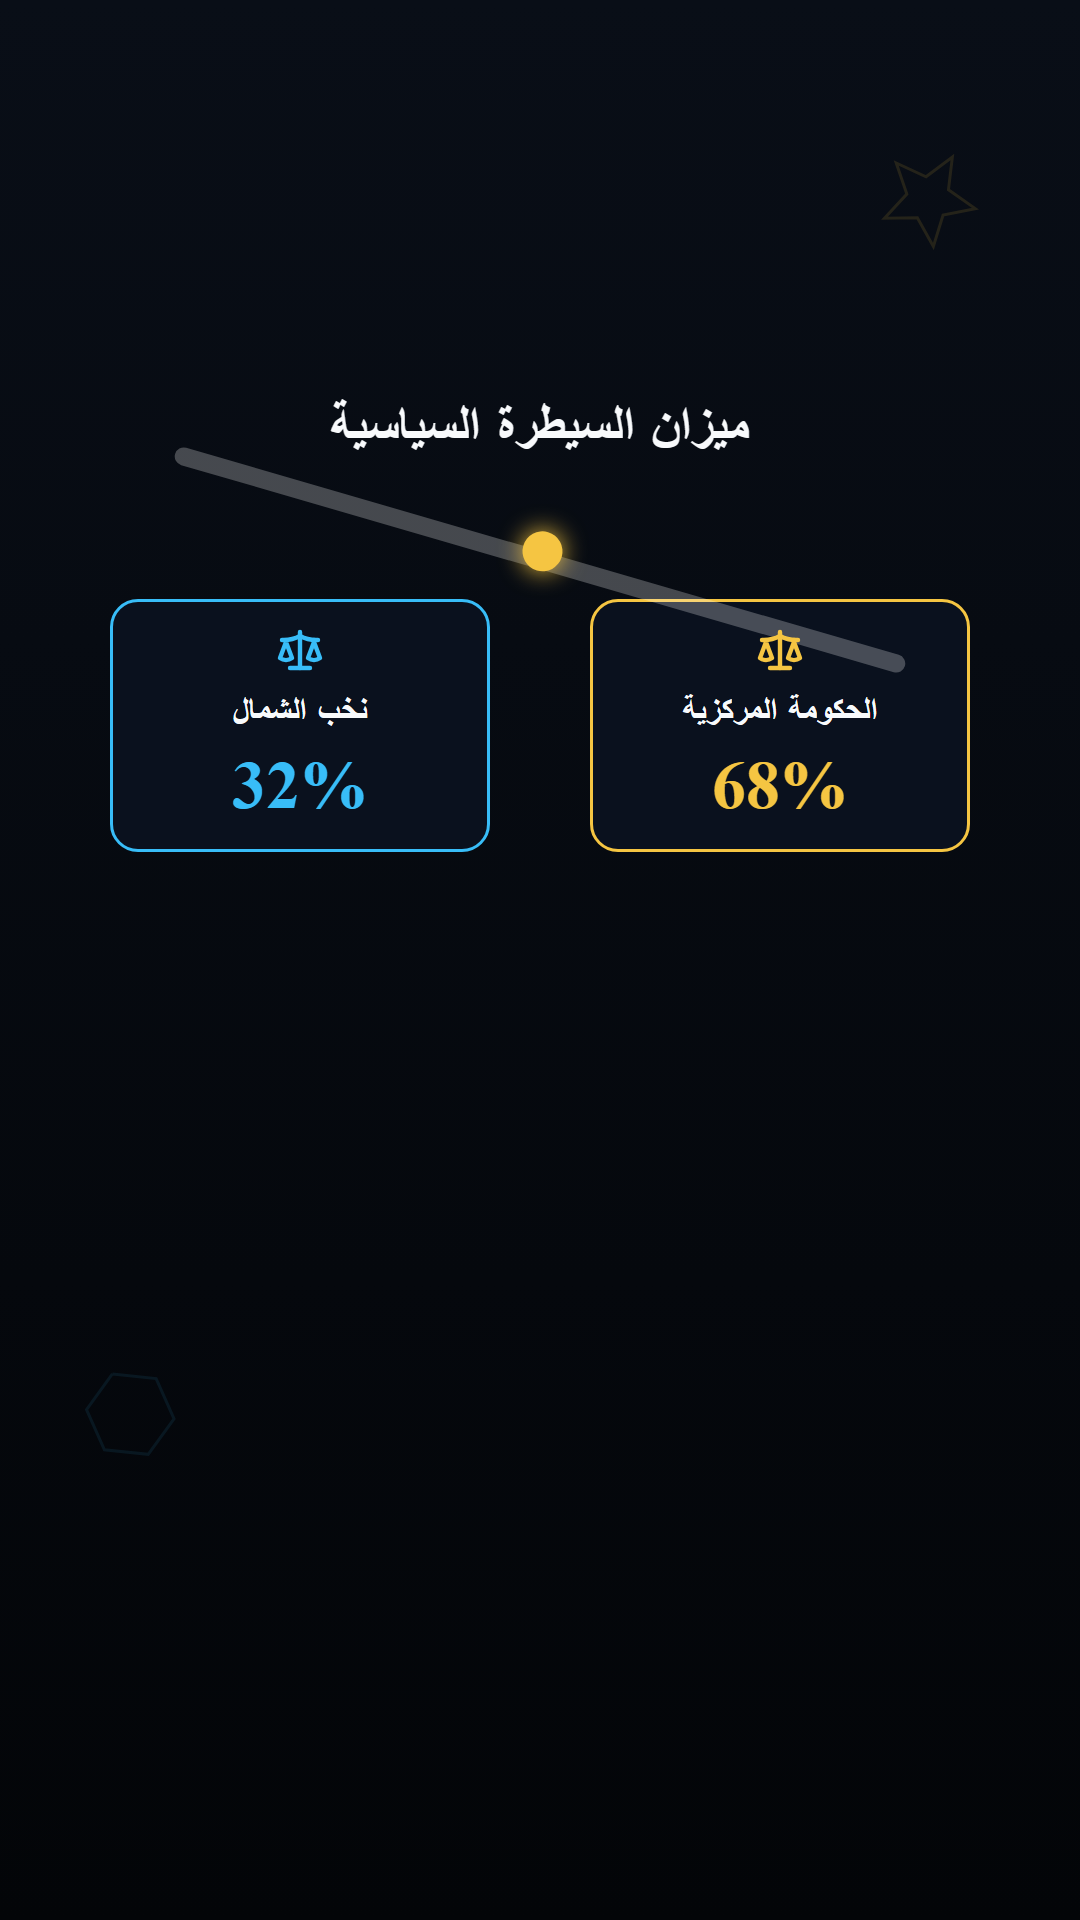 ميزان السيطرة السياسية
الحكومة المركزية
68%
نخب الشمال
32%